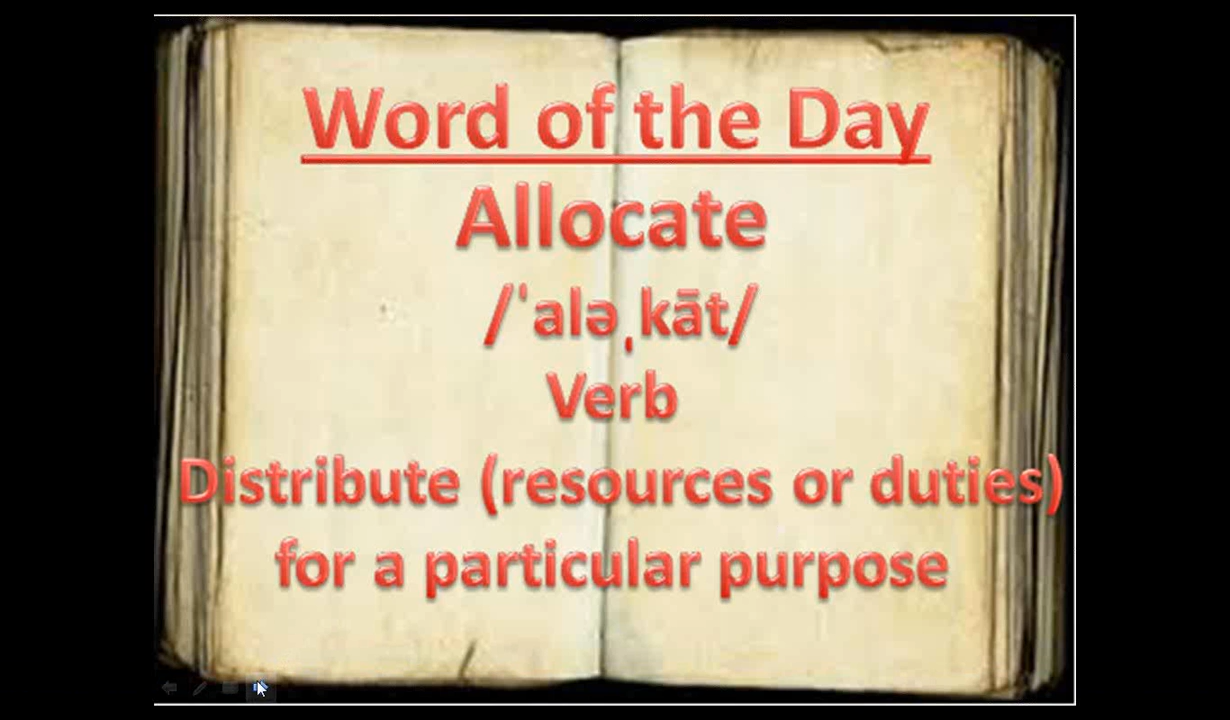 Word of the Day
Allocate
/ˈaləˌkāt/
Verb
Distribute (resources or duties)
for a particular purpose